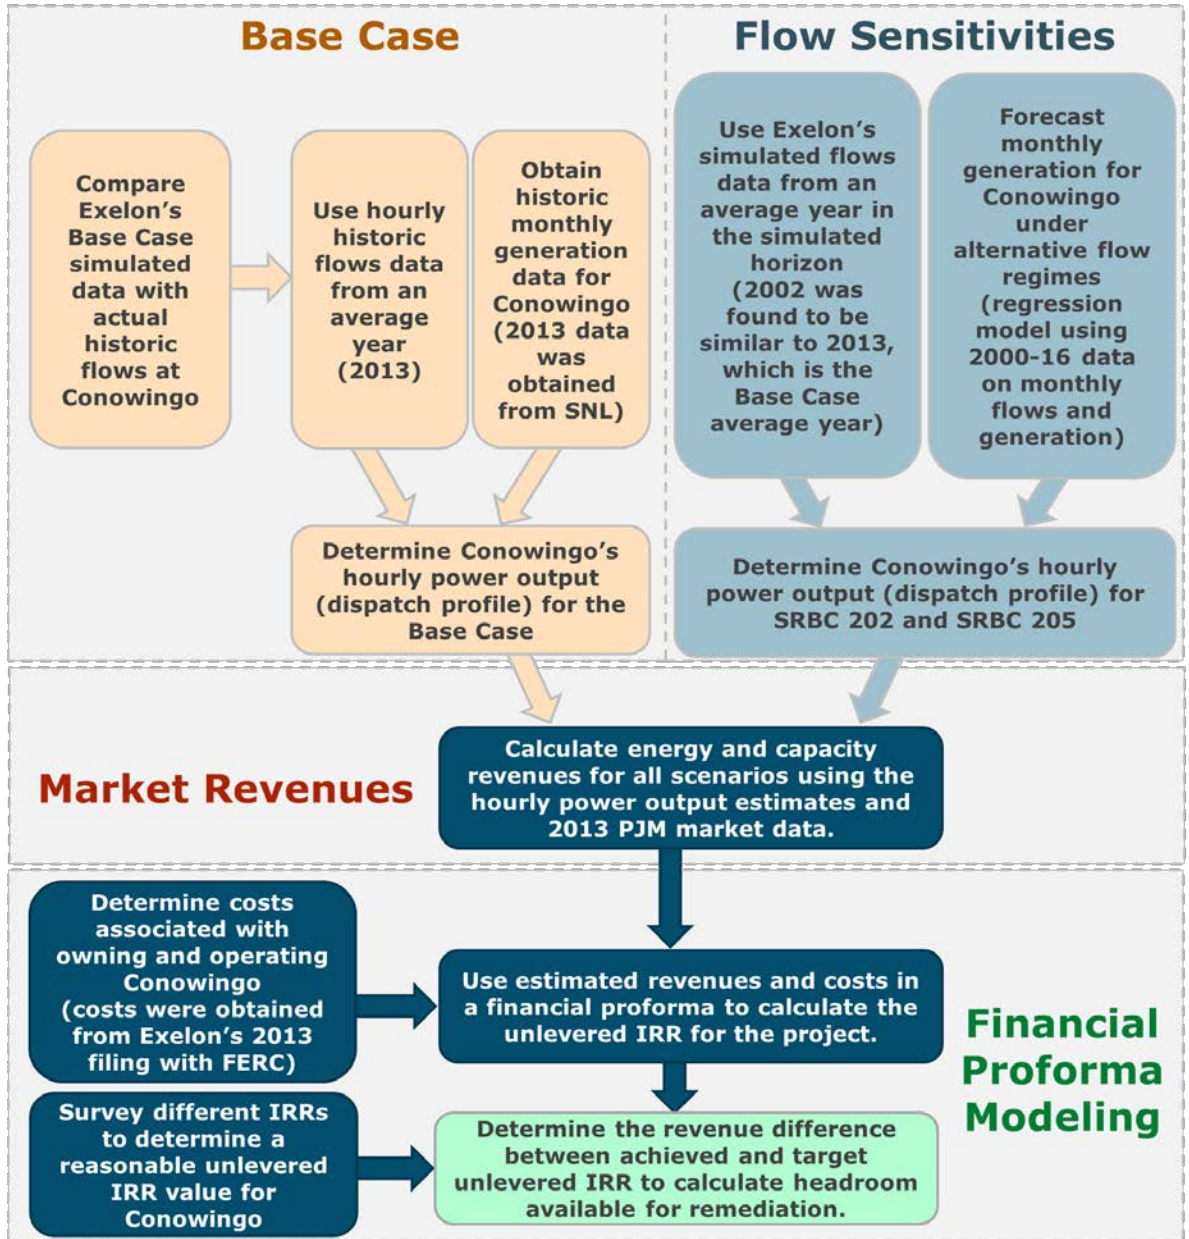 Base Case
Flow Sensitivities
Compare
Exelon’s
Base Case
simulated
data with
actual
historic
flows at
Conowingo
Use hourly
historic
flows data
from an
average
year
(2013)
Obtain
historic
monthly
generation
data for
Conowingo
(2013 data
was
obtained
from SNL)
Use Exelon’s
simulated flows
data from an
average year in
the simulated
horizon
(2002 was
found to be
similar to 2013,
which is the
Base Case
average year)
Forecast
monthly
generation for
Conowingo
under
alternative flow
regimes
(regression
model using
2000-16 data
on monthly
flows and
generation)
Determine Conowingo’s
hourly power output
(dispatch profile) for the
Base Case
Determine Conowingo’s hourly
power output (dispatch profile) for
SRBC 202 and SRBC 205
Market Revenues
Calculate energy and capacity
revenues for all scenarios using the
hourly power output estimates and
2013 PJM market data.
Determine costs
associated with
owning and operating
Conowingo
(costs were obtained
from Exelon’s 2013
filing with FERC)
Use estimated revenues and costs in
a financial proforma to calculate the
unlevered IRR for the project.
Financial
Proforma
Modeling
Survey different IRRs
to determine a
reasonable unlevered
IRR value for
Conowingo
Determine the revenue difference
between achieved and target
unlevered IRR to calculate headroom
available for remediation.